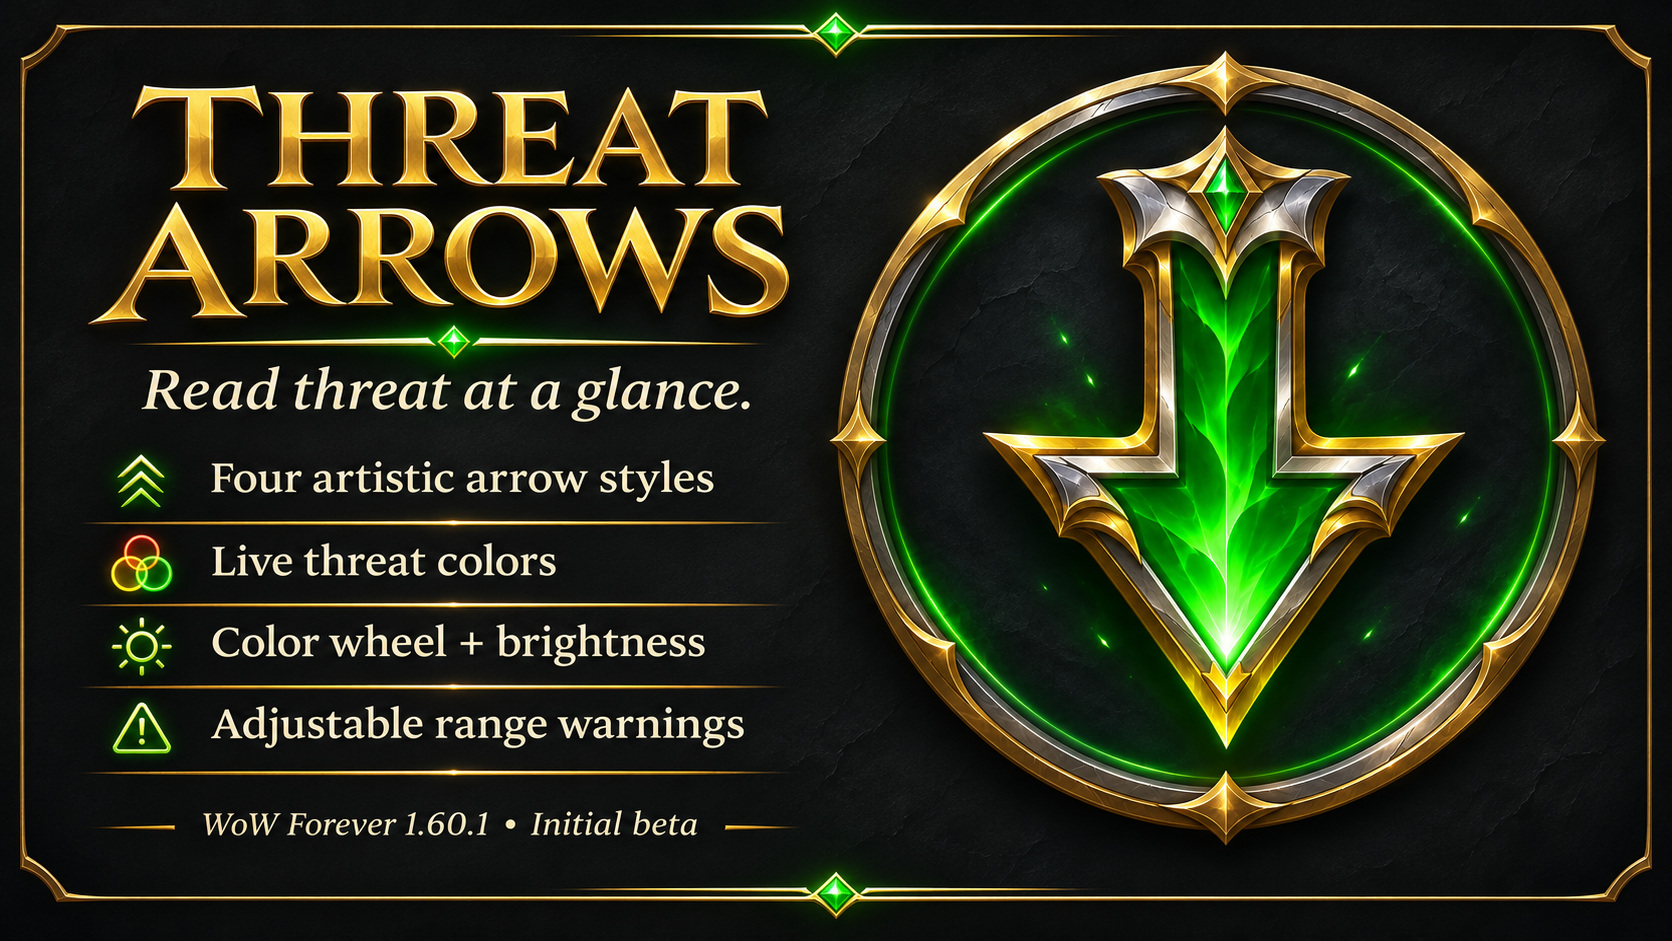 THREAT
ARROWS
Read threat at a glance.
Four artistic arrow styles
Live threat colors
Color wheel + brightness
Adjustable range warnings
WoW Forever 1.60.1 • Initial beta